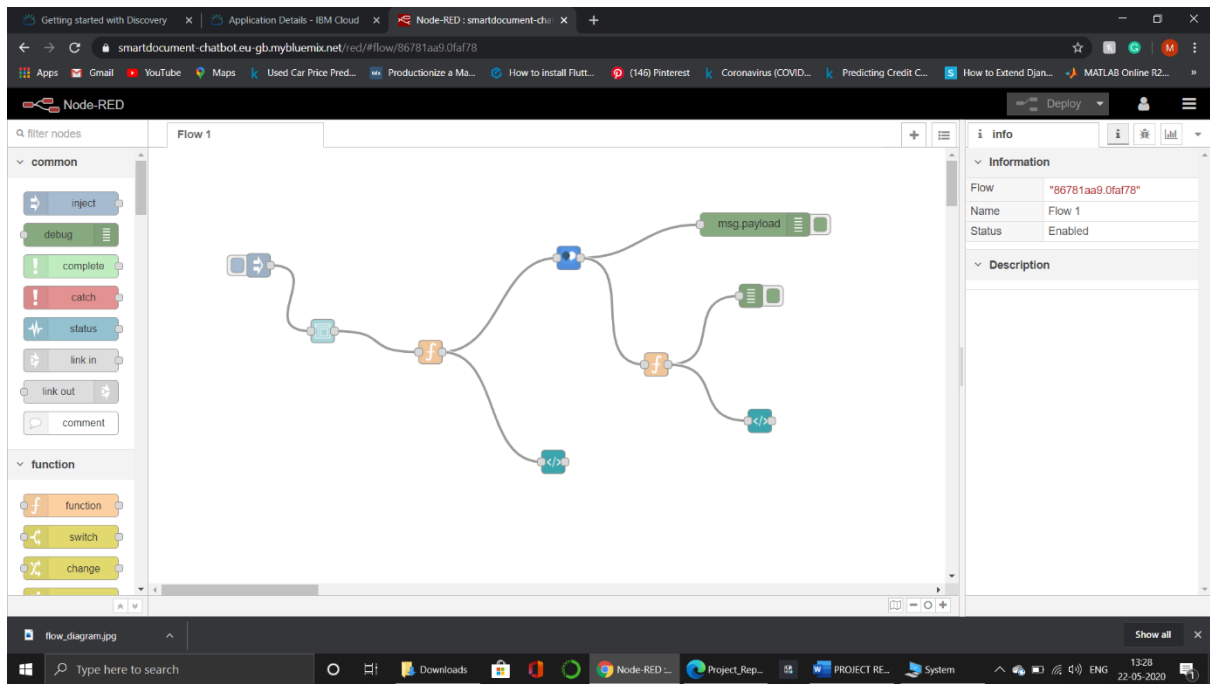 Getting started with Discovery
Application Details - IBM Cloud
Node-RED : smartdocument-cha
smartdocument-chatbot.eu-gb.mybluemix.net/red/#flow/86781aa9.0faf78
Apps Gmail YouTube Maps Used Car Price Pred... Productionize a Ma... How to install Flutt... (146) Pinterest Coronavirus (COVID... Predicting Credit C... How to Extend Djan... MATLAB Online R2... »
Node-RED
Deploy
filter nodes
Flow 1
i info
common
Information
inject
Flow "86781aa9.0faf78"
msg.payload
Name Flow 1
debug
Status Enabled
complete
Description
catch
status
link in
link out
comment
function
function
switch
change
flow_diagram.jpg
Show all
Type here to search
Downloads
Node-RED :...
Project_Rep...
PROJECT RE...
System
ENG
13:28
22-05-2020